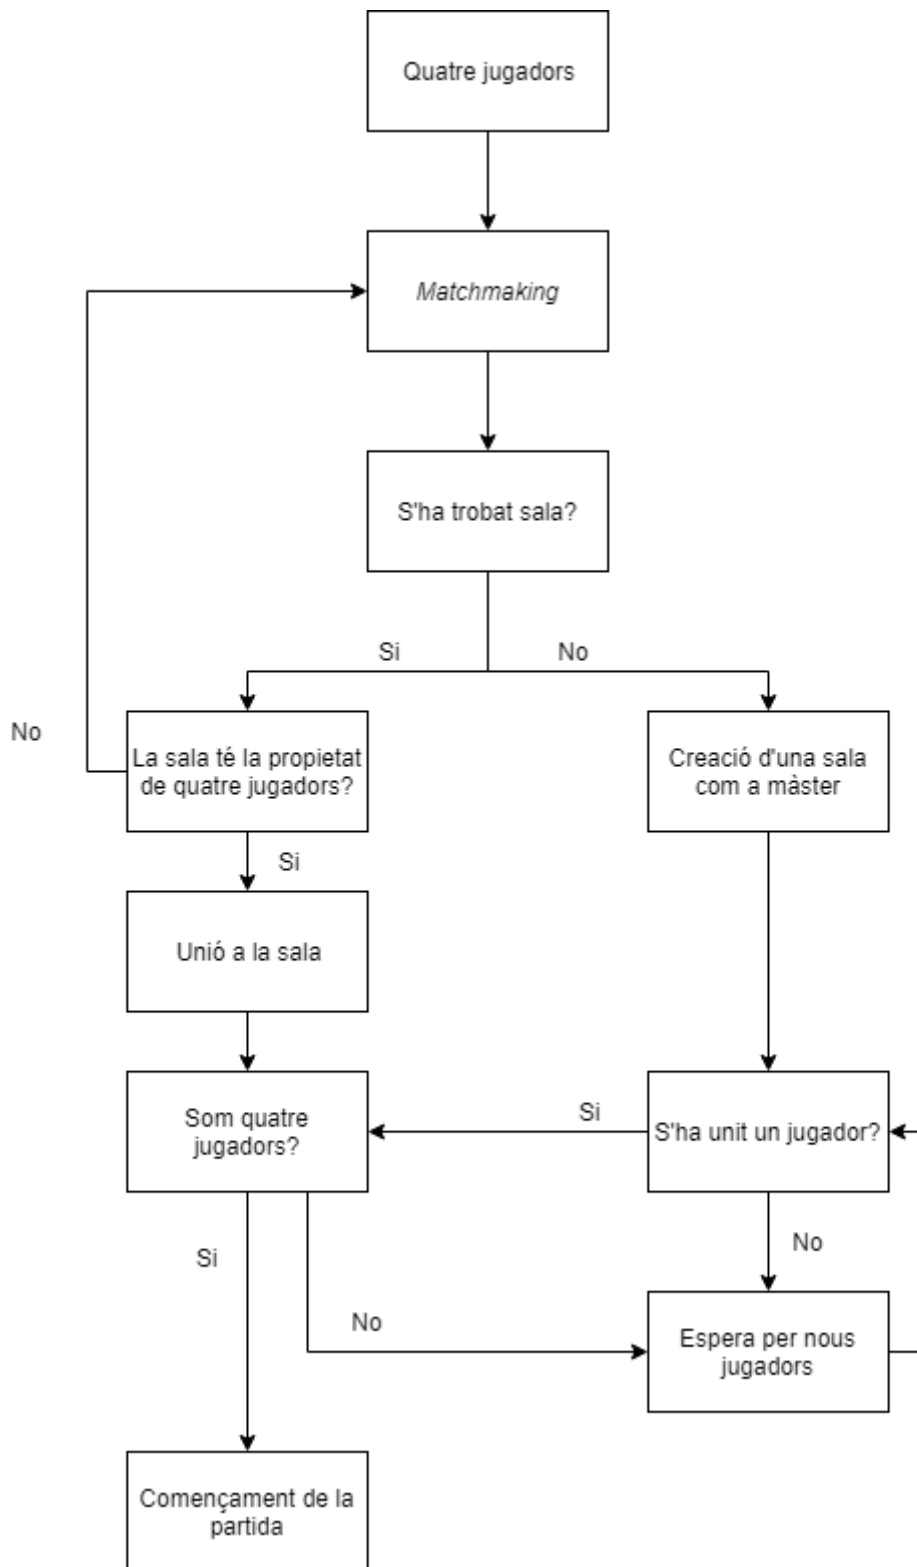 Quatre jugadors
Matchmaking
S'ha trobat sala?
Si
No
No
La sala té la propietat
de quatre jugadors?
Creació d'una sala
com a màster
Si
Unió a la sala
Som quatre
jugadors?
Si
S'ha unit un jugador?
Si
No
No
Espera per nous
jugadors
Començament de la
partida